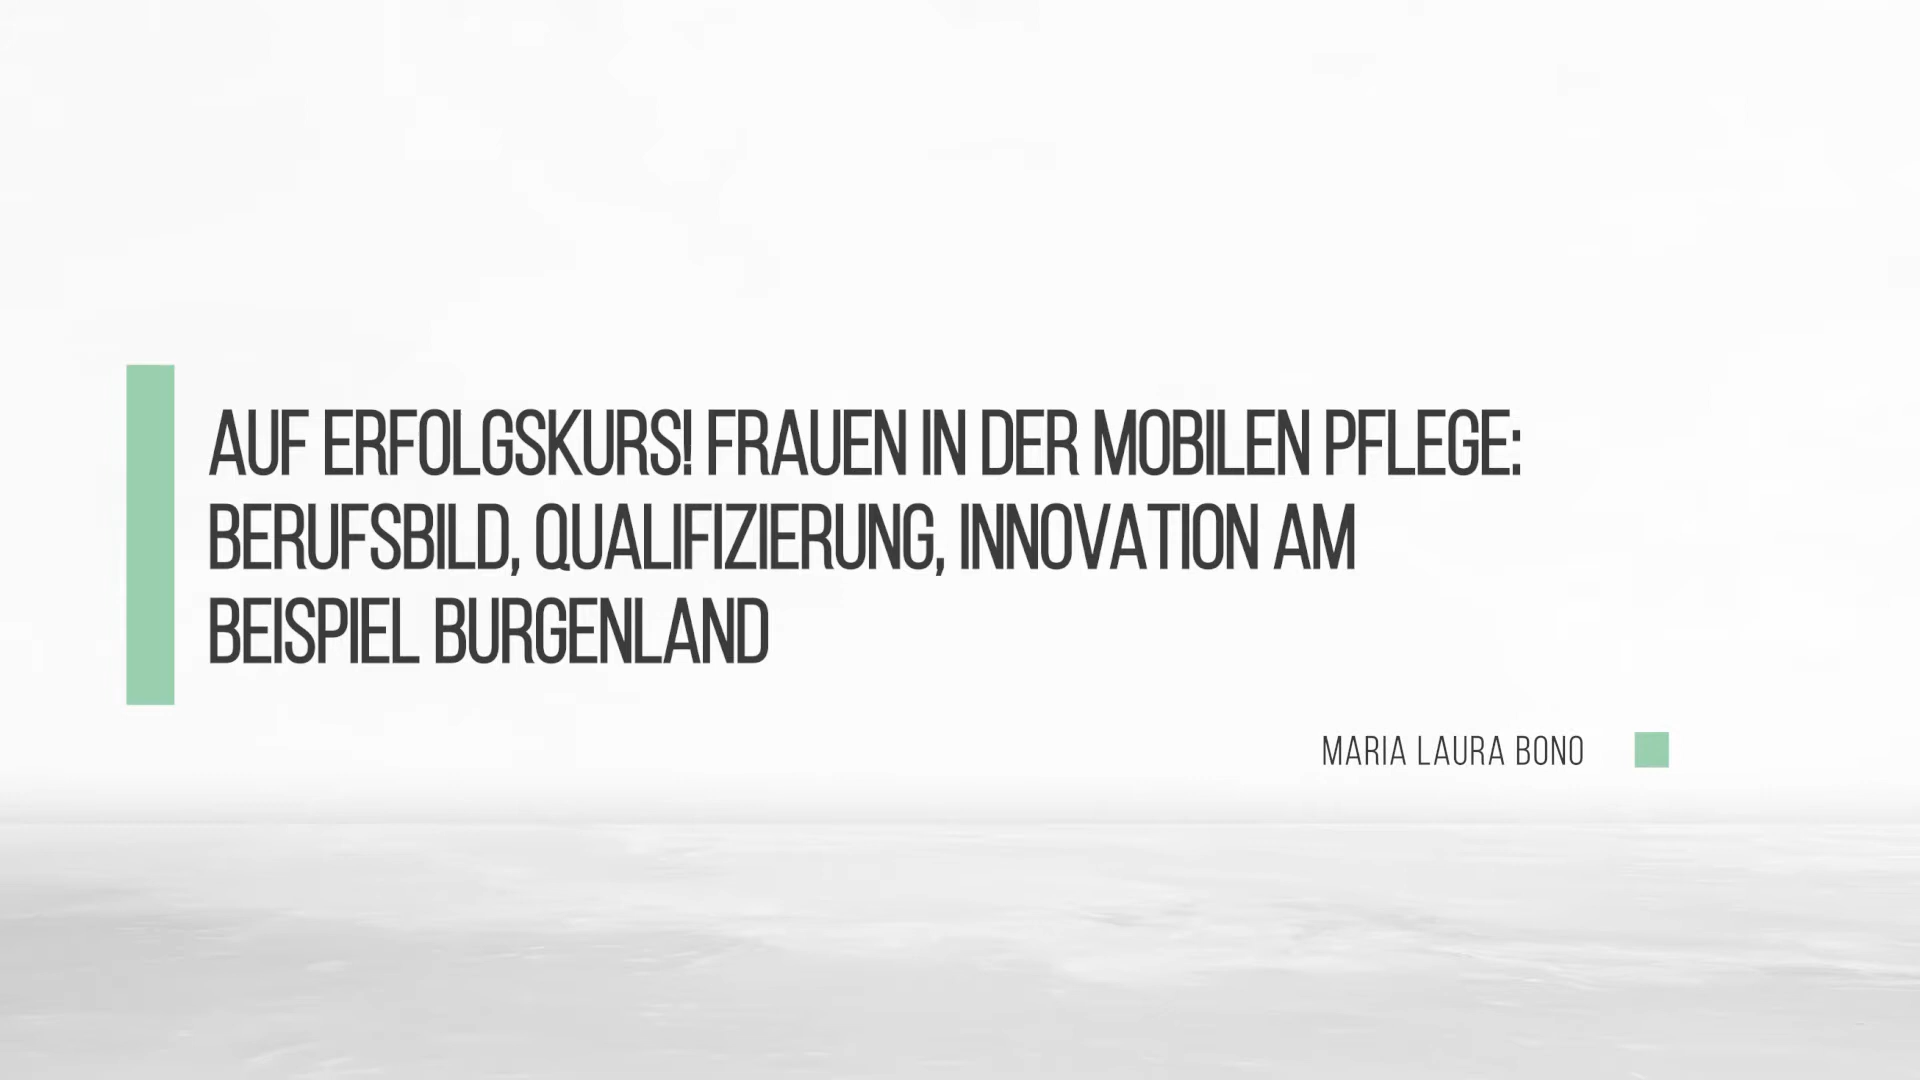 AUF ERFOLGSKURS! FRAUEN IN DER MOBILEN PFLEGE:
BERUFSBILD, QUALIFIZIERUNG, INNOVATION AM
BEISPIEL BURGENLAND
MARIA LAURA BONO